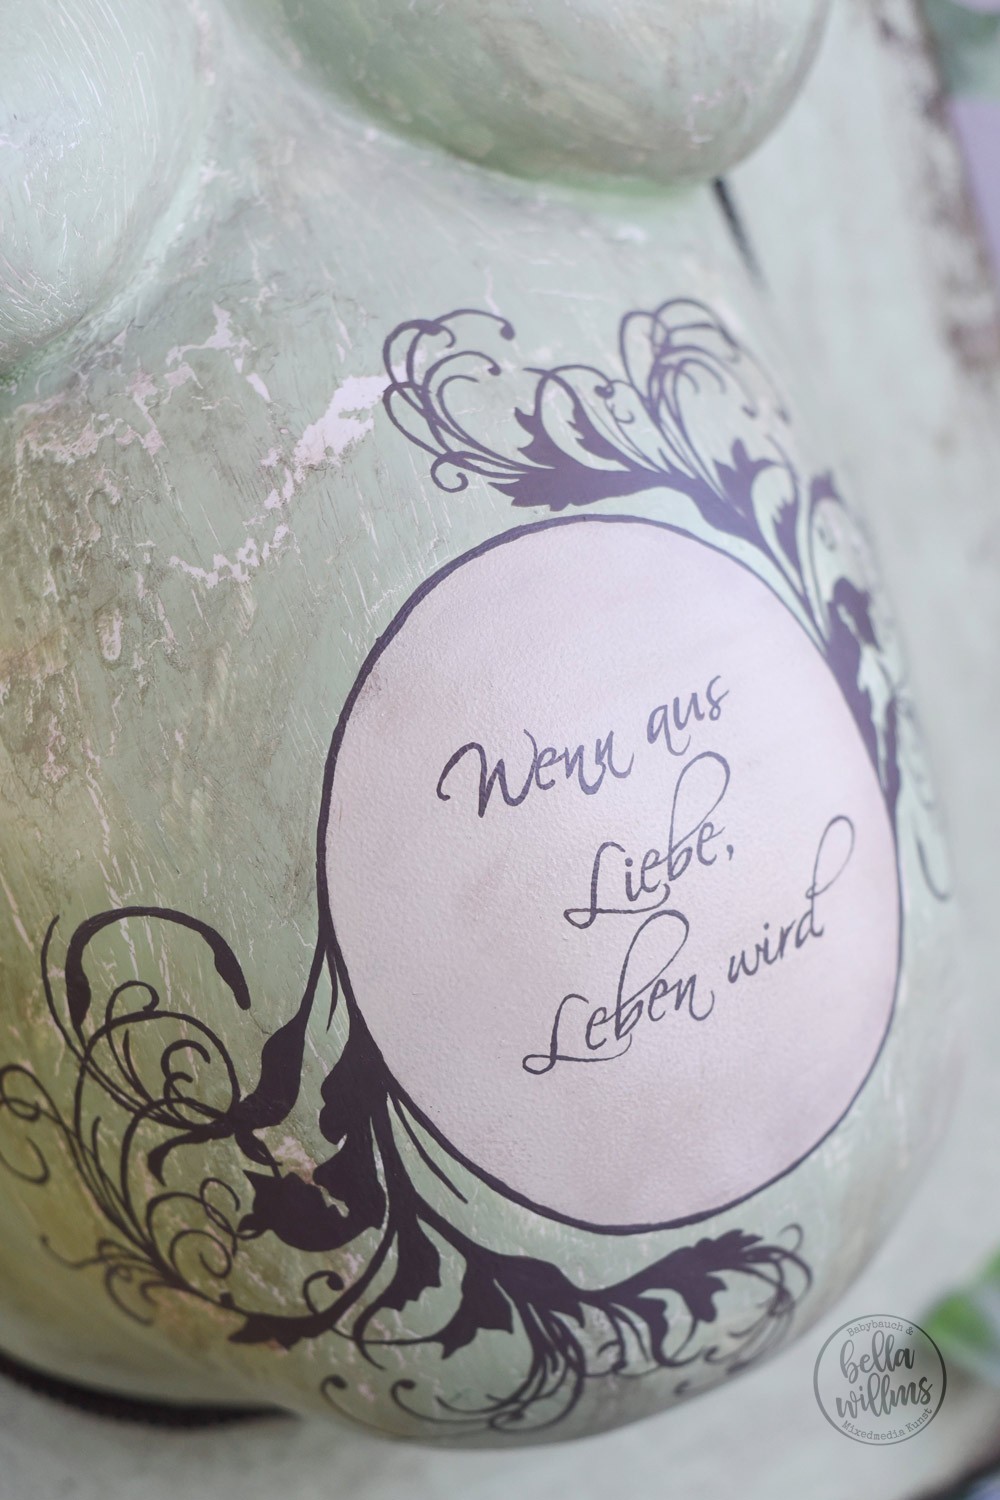 Wenn aus
Liebe,
Leben wird
Babybauch &
bella
willms
Mixedmedia Kunst